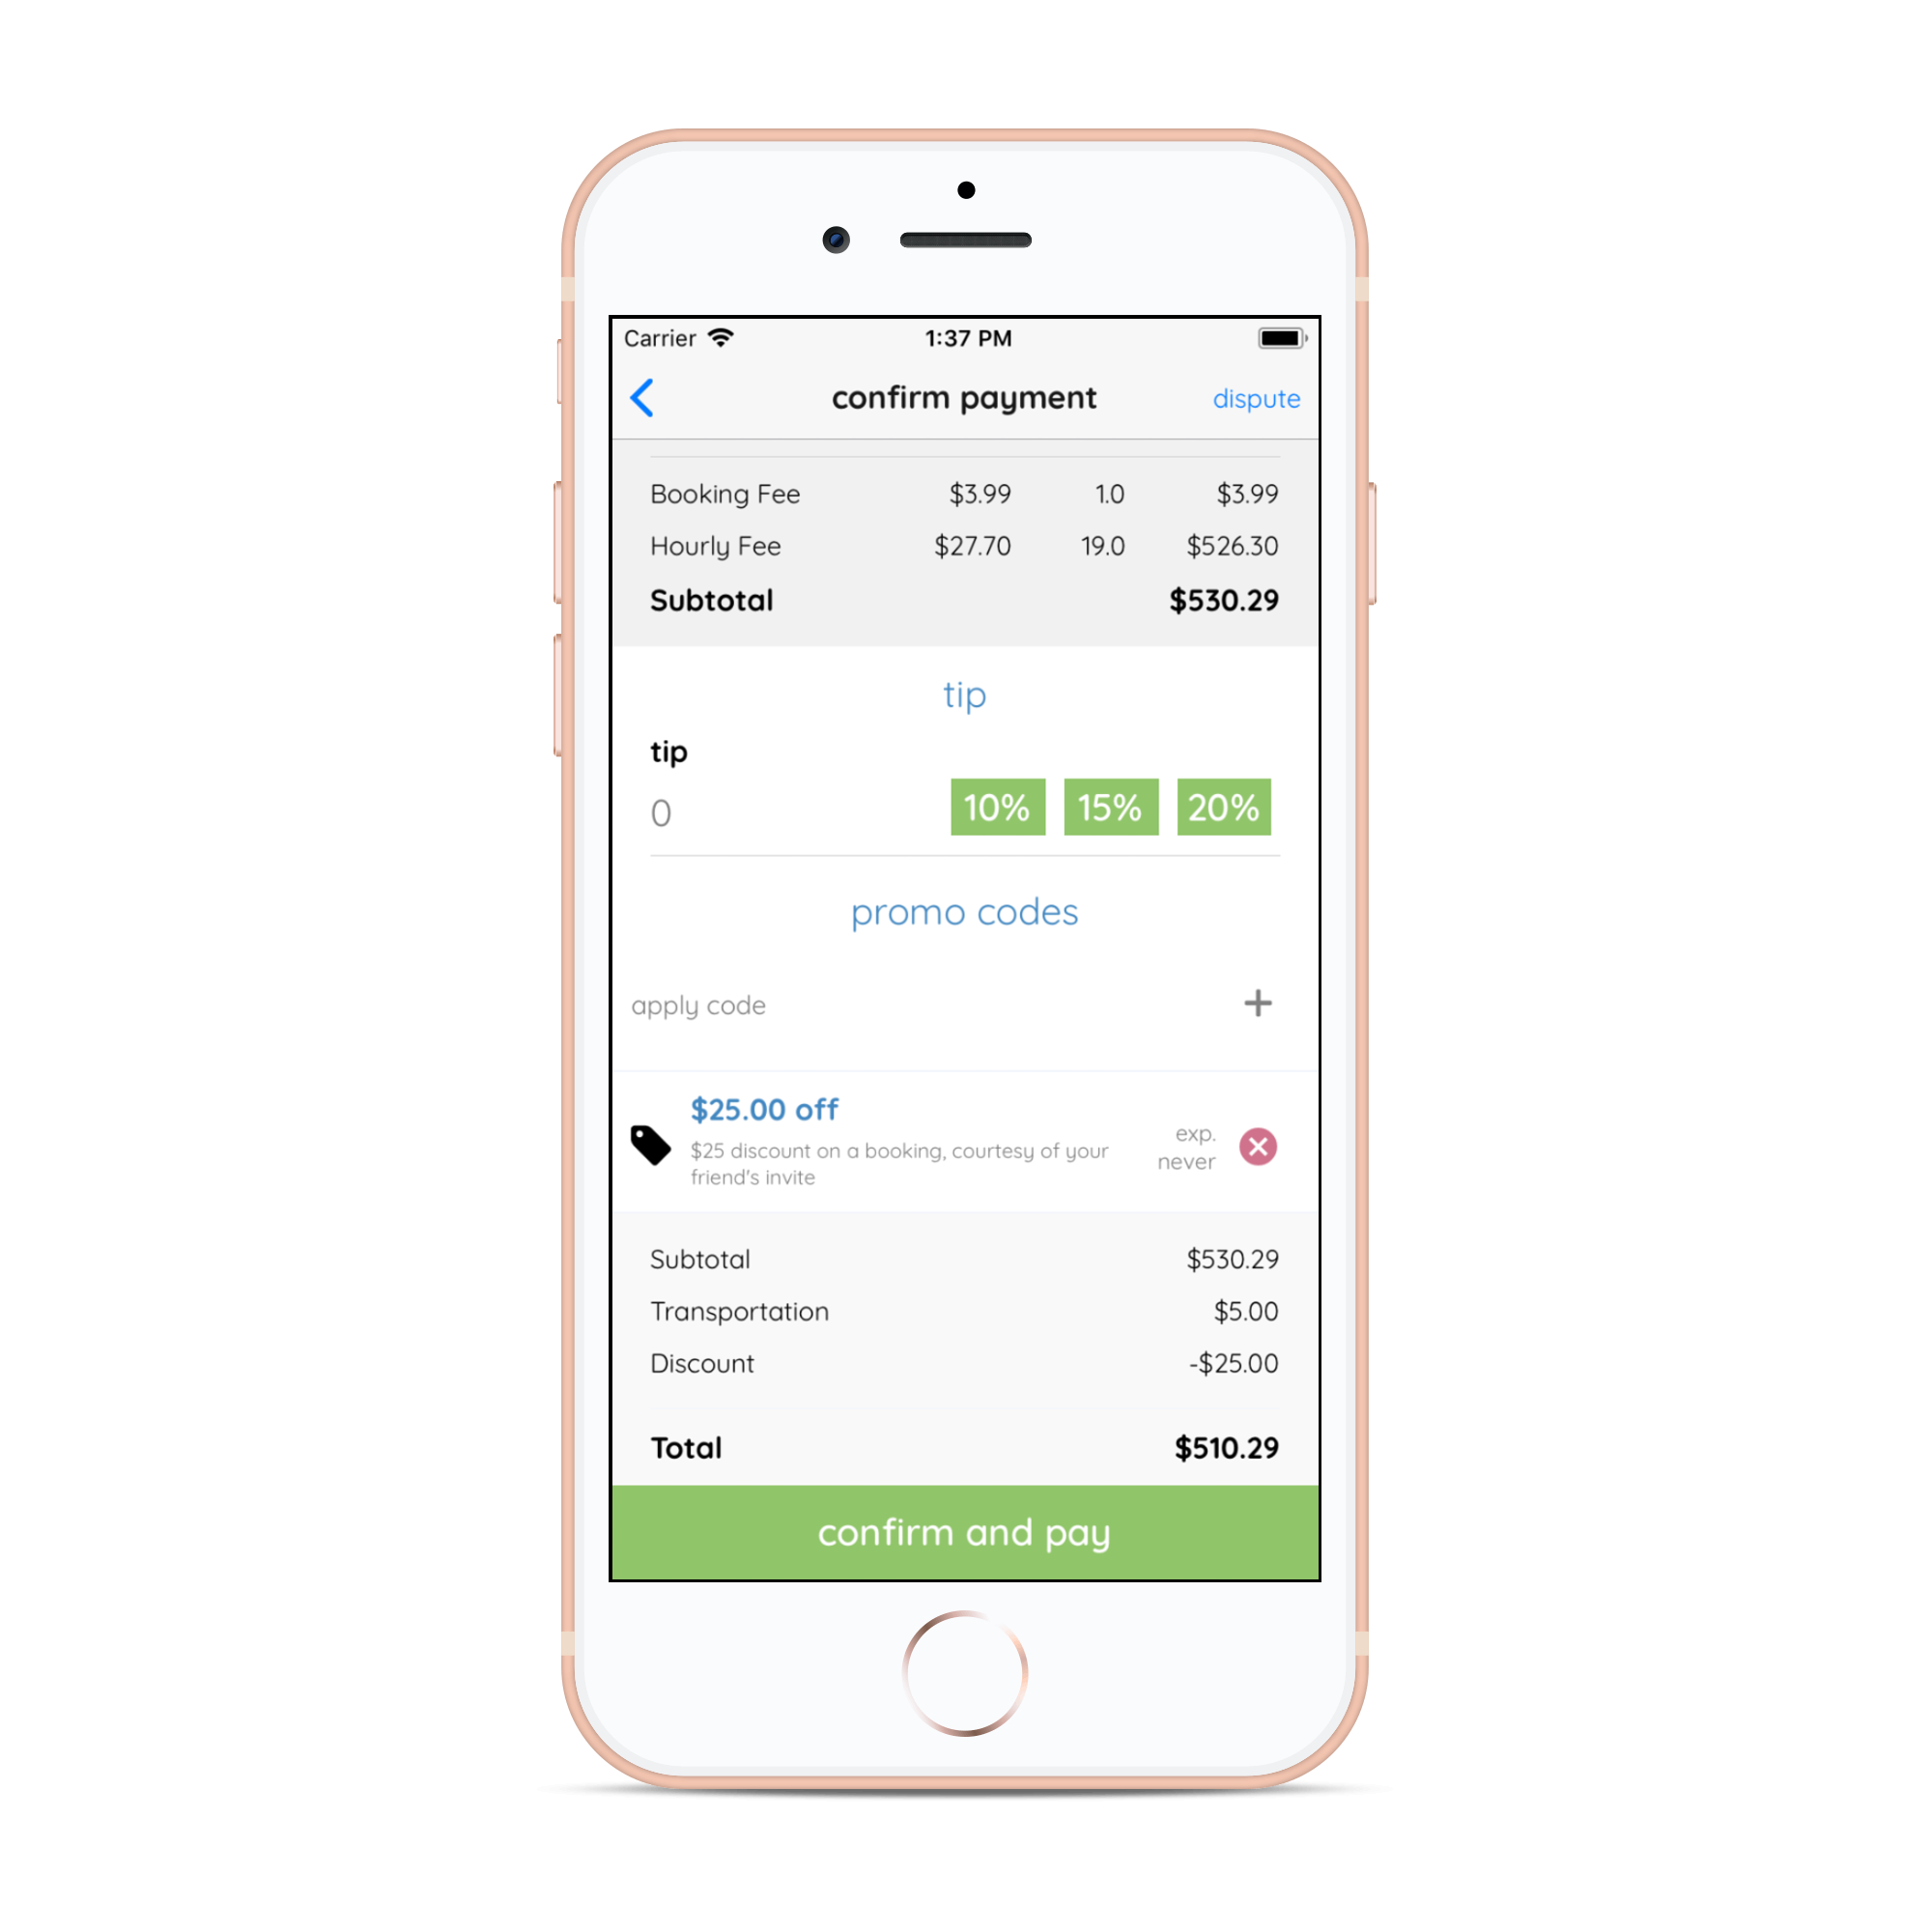 Carrier 1:37 PM
confirm payment dispute
Booking Fee $3.99 1.0 $3.99
Hourly Fee $27.70 19.0 $526.30
Subtotal $530.29
tip
tip
0 10% 15% 20%
promo codes
apply code +
$25.00 off
$25 discount on a booking, courtesy of your
friend's invite
exp.
never
Subtotal $530.29
Transportation $5.00
Discount -$25.00
Total $510.29
confirm and pay